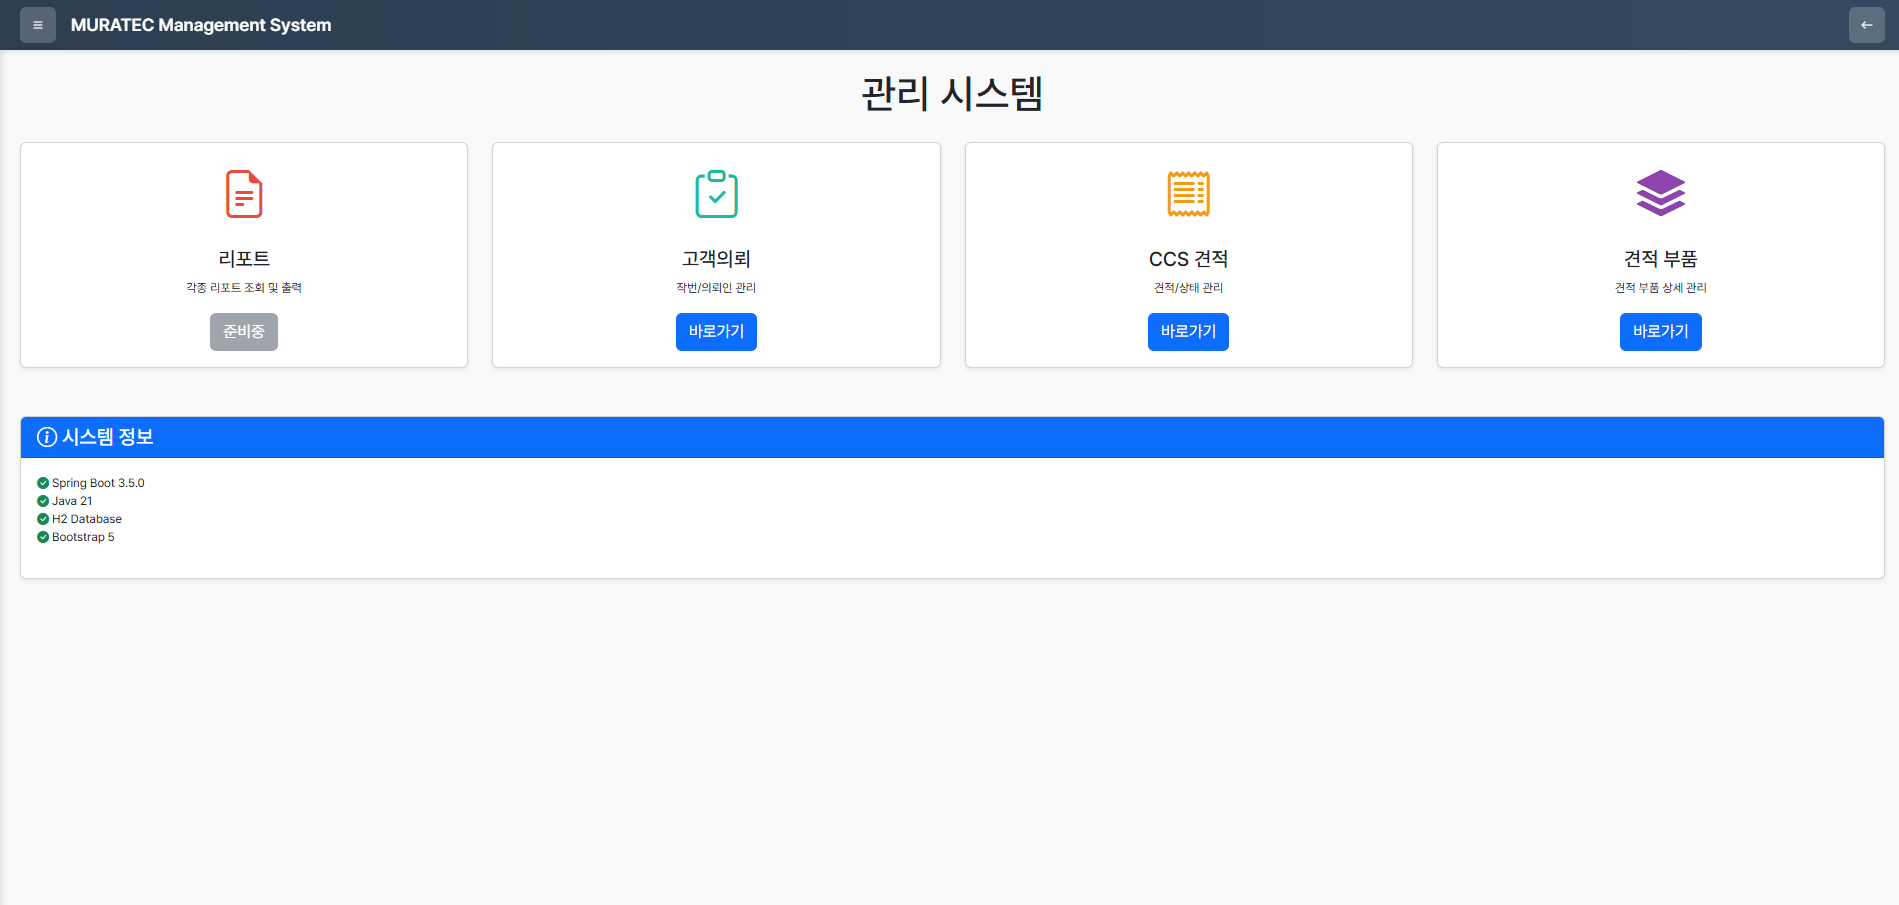 MURATEC Management System
관리 시스템
리포트
각종 리포트 조회 및 출력
준비중
고객의뢰
작번/의뢰인 관리
바로가기
CCS 견적
견적/상태 관리
바로가기
견적 부품
견적 부품 상세 관리
바로가기
시스템 정보
Spring Boot 3.5.0
Java 21
H2 Database
Bootstrap 5